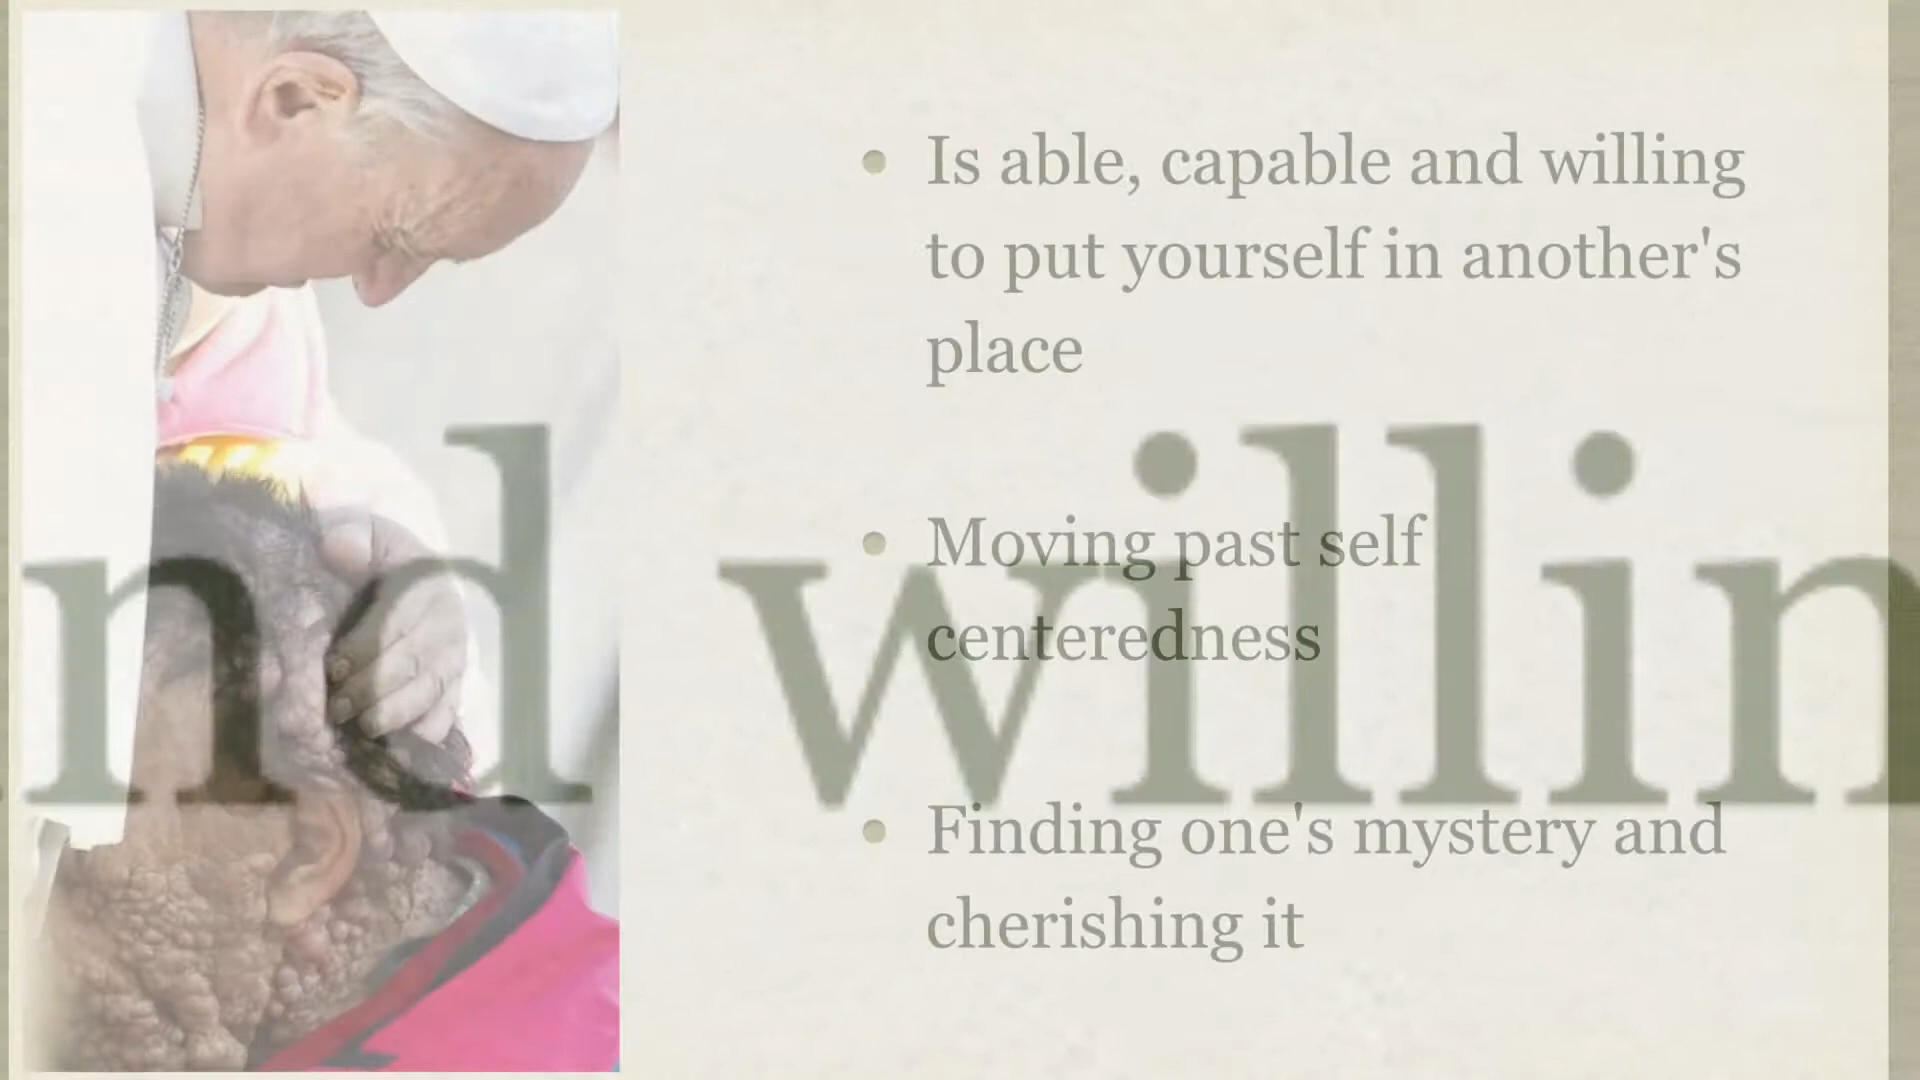 Is able, capable and willing
to put yourself in another's
place
Moving past self
centeredness
Finding one's mystery and
cherishing it
nd willin